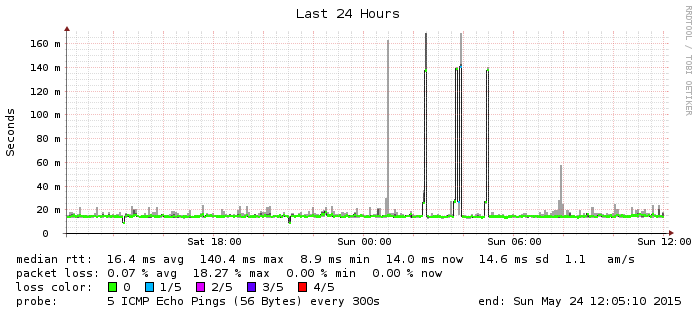 Last 24 Hours
RRDTOOL / TOBI OETIKER
Seconds
160 m
140 m
120 m
100 m
80 m
60 m
40 m
20 m
0
Sat 18:00 Sun 00:00 Sun 06:00 Sun 12:00
median rtt: 16.4 ms avg 140.4 ms max 8.9 ms min 14.0 ms now 14.6 ms sd 1.1 am/s
packet loss: 0.07 % avg 18.27 % max 0.00 % min 0.00 % now
loss color: 0 1/5 2/5 3/5 4/5
probe: 5 ICMP Echo Pings (56 Bytes) every 300s end: Sun May 24 12:05:10 2015